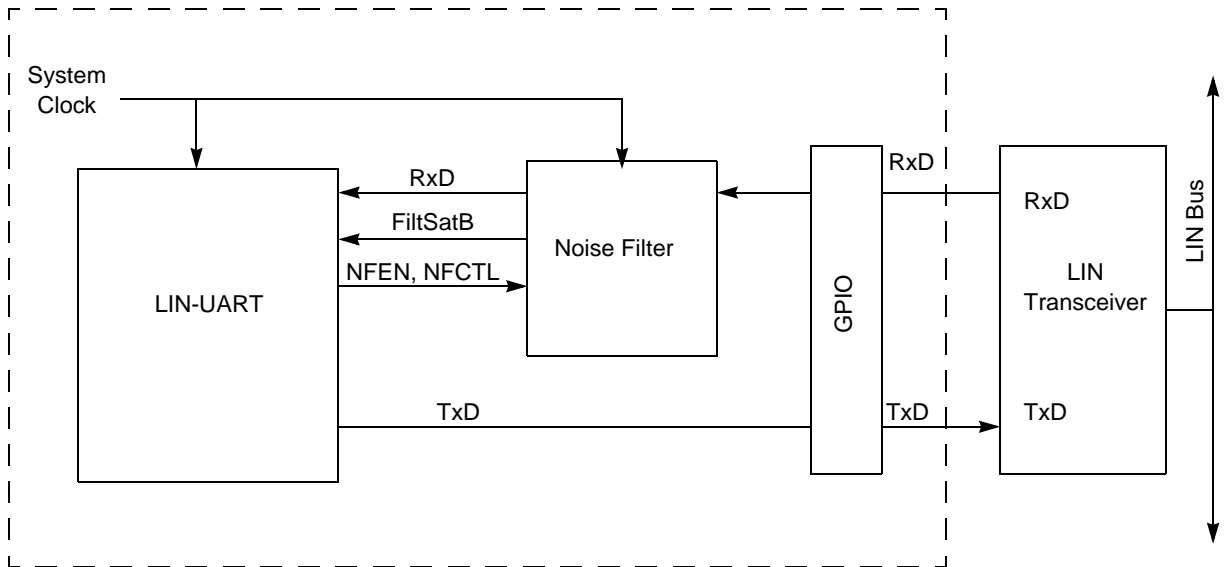 System
Clock
RxD
FiltSatB
NFEN, NFCTL
LIN-UART
Noise Filter
TxD
GPIO
RxD
TxD
RxD
LIN
Transceiver
TxD
LIN Bus